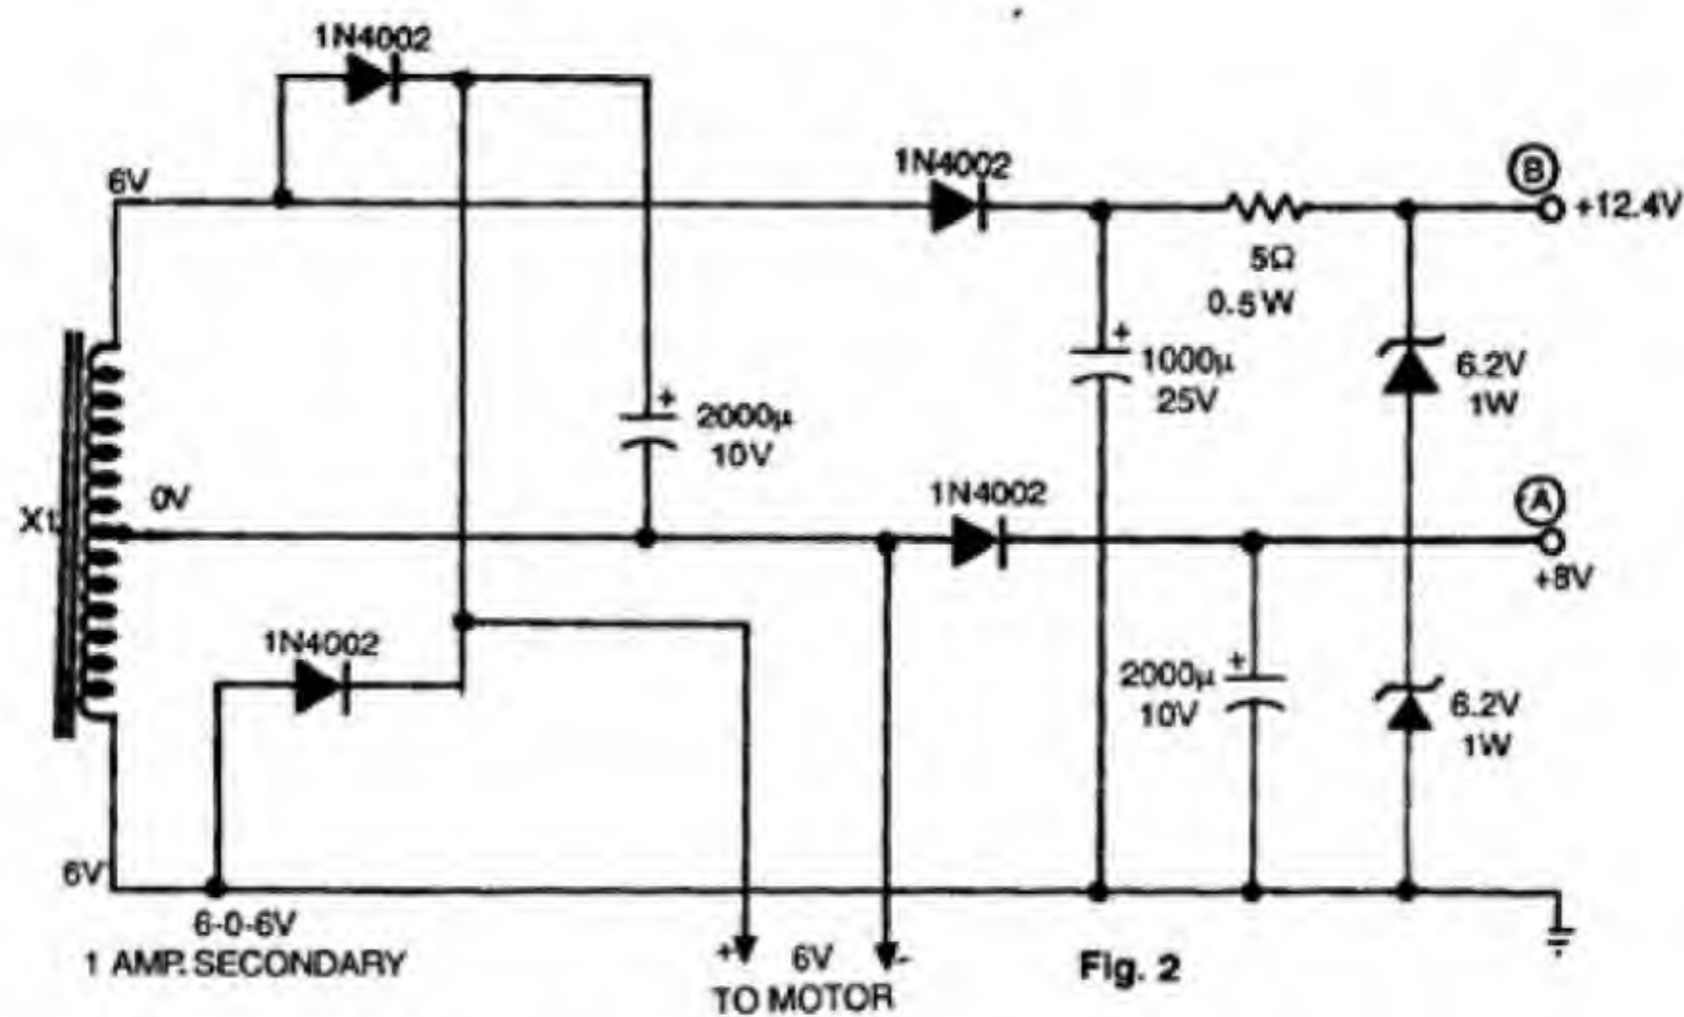 1N4002
1N4002
B
+12.4V
6V
5Ω
0.5W
+
1000μ
25V
6.2V
1W
+
2000μ
10V
0V
X1
1N4002
A
+8V
1N4002
+
2000μ
10V
6.2V
1W
6V
6-0-6V
1 AMP. SECONDARY
+ 6V -
TO MOTOR
Fig. 2